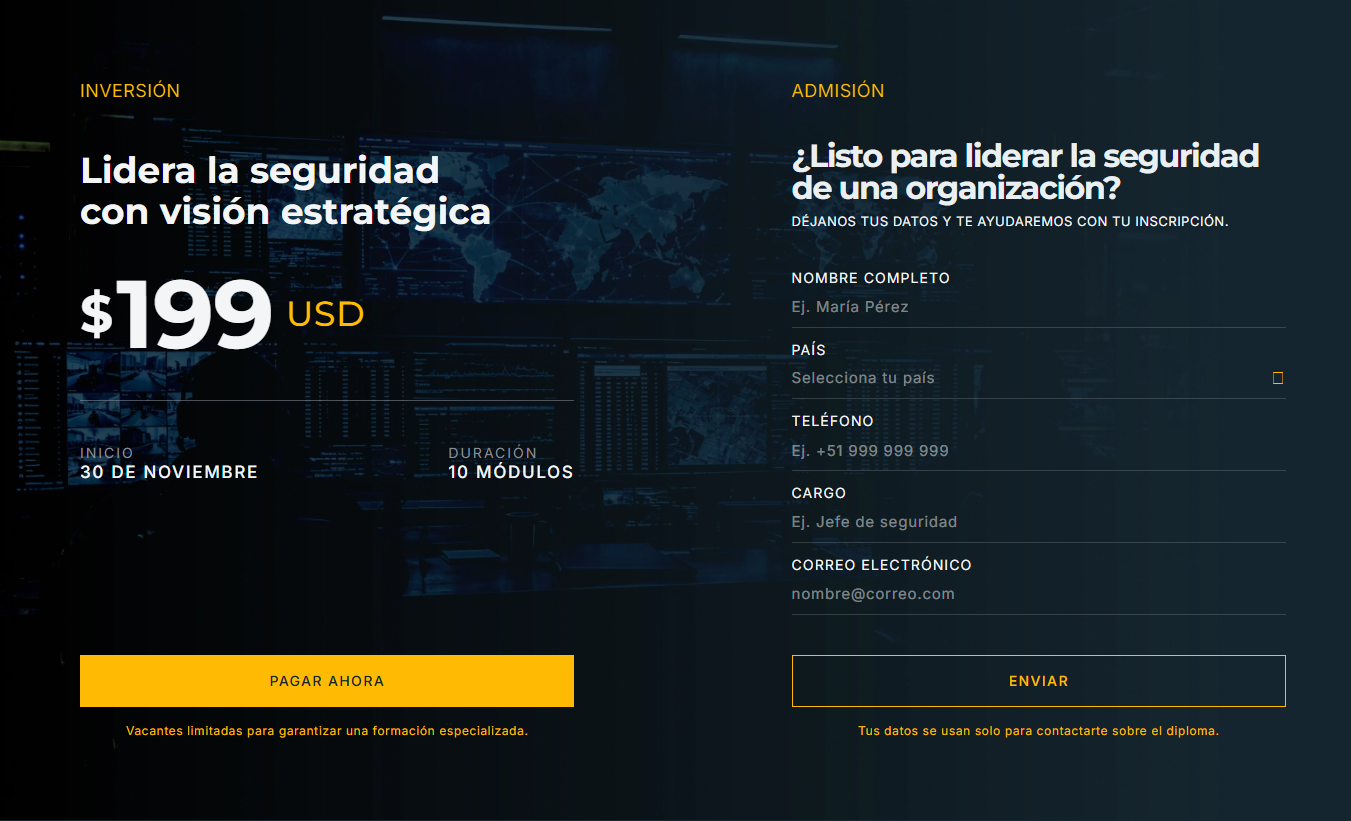 INVERSIÓN
Lidera la seguridad
con visión estratégica
$199 USD
INICIO
30 DE NOVIEMBRE
DURACIÓN
10 MÓDULOS
PAGAR AHORA
Vacantes limitadas para garantizar una formación especializada.
ADMISIÓN
¿Listo para liderar la seguridad
de una organización?
DÉJANOS TUS DATOS Y TE AYUDAREMOS CON TU INSCRIPCIÓN.
NOMBRE COMPLETO
Ej. María Pérez
PAÍS
Selecciona tu país
TELÉFONO
Ej. +51 999 999 999
CARGO
Ej. Jefe de seguridad
CORREO ELECTRÓNICO
nombre@correo.com
ENVIAR
Tus datos se usan solo para contactarte sobre el diploma.